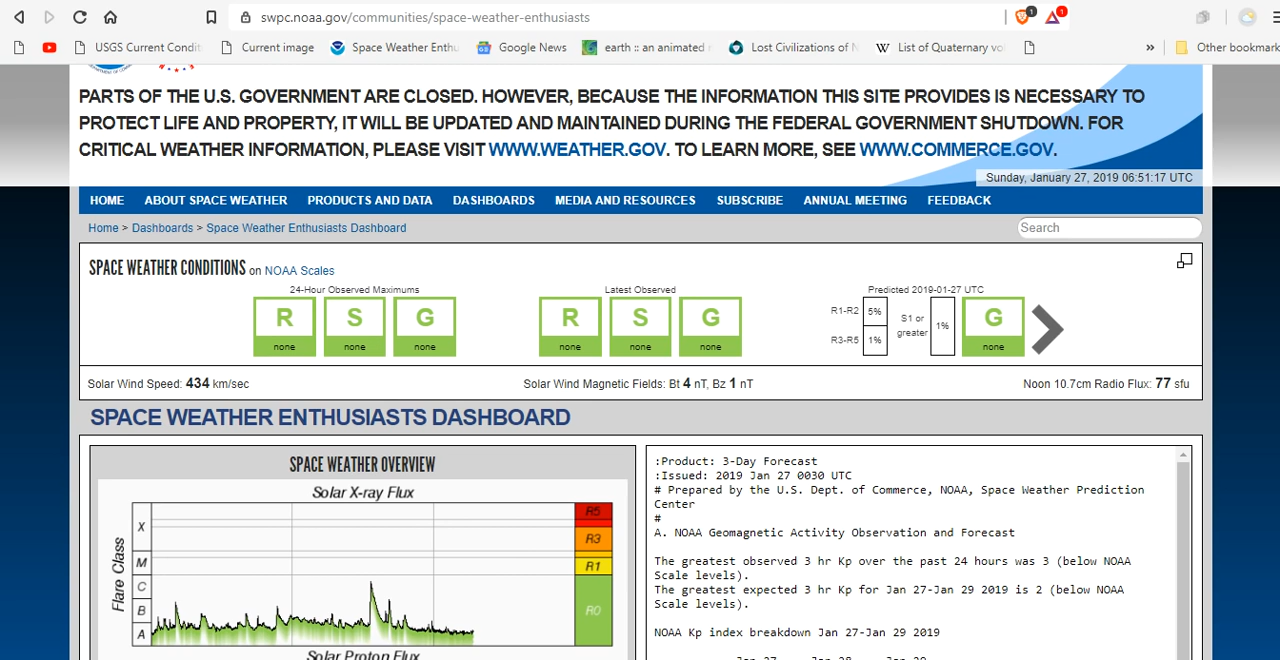 swpc.noaa.gov/communities/space-weather-enthusiasts
1
1
USGS Current Condit
Current image
Space Weather Enthu
Google News
earth :: an animated
Lost Civilizations of N
W List of Quaternary vo
»
Other bookmark
PARTS OF THE U.S. GOVERNMENT ARE CLOSED. HOWEVER, BECAUSE THE INFORMATION THIS SITE PROVIDES IS NECESSARY TO
PROTECT LIFE AND PROPERTY, IT WILL BE UPDATED AND MAINTAINED DURING THE FEDERAL GOVERNMENT SHUTDOWN. FOR
CRITICAL WEATHER INFORMATION, PLEASE VISIT WWW.WEATHER.GOV. TO LEARN MORE, SEE WWW.COMMERCE.GOV.
Sunday, January 27, 2019 06:51:17 UTC
HOME ABOUT SPACE WEATHER PRODUCTS AND DATA DASHBOARDS MEDIA AND RESOURCES SUBSCRIBE ANNUAL MEETING FEEDBACK
Home > Dashboards > Space Weather Enthusiasts Dashboard
Search
SPACE WEATHER CONDITIONS on NOAA Scales
24-Hour Observed Maximums
R S G
none none none
Latest Observed
R S G
none none none
Predicted 2019-01-27 UTC
R1-R2 5%
R3-R5 1%
S1 or
greater
1%
G
none
Solar Wind Speed: 434 km/sec
Solar Wind Magnetic Fields: Bt 4 nT, Bz 1 nT
Noon 10.7cm Radio Flux: 77 sfu
SPACE WEATHER ENTHUSIASTS DASHBOARD
SPACE WEATHER OVERVIEW
Solar X-ray Flux
Flare Class
X
M
C
B
A
R5
R3
R1
R0
Solar Proton Flux
:Product: 3-Day Forecast
:Issued: 2019 Jan 27 0030 UTC
# Prepared by the U.S. Dept. of Commerce, NOAA, Space Weather Prediction
Center
#
A. NOAA Geomagnetic Activity Observation and Forecast
The greatest observed 3 hr Kp over the past 24 hours was 3 (below NOAA
Scale levels).
The greatest expected 3 hr Kp for Jan 27-Jan 29 2019 is 2 (below NOAA
Scale levels).
NOAA Kp index breakdown Jan 27-Jan 29 2019
Jan 27 Jan 28 Jan 29